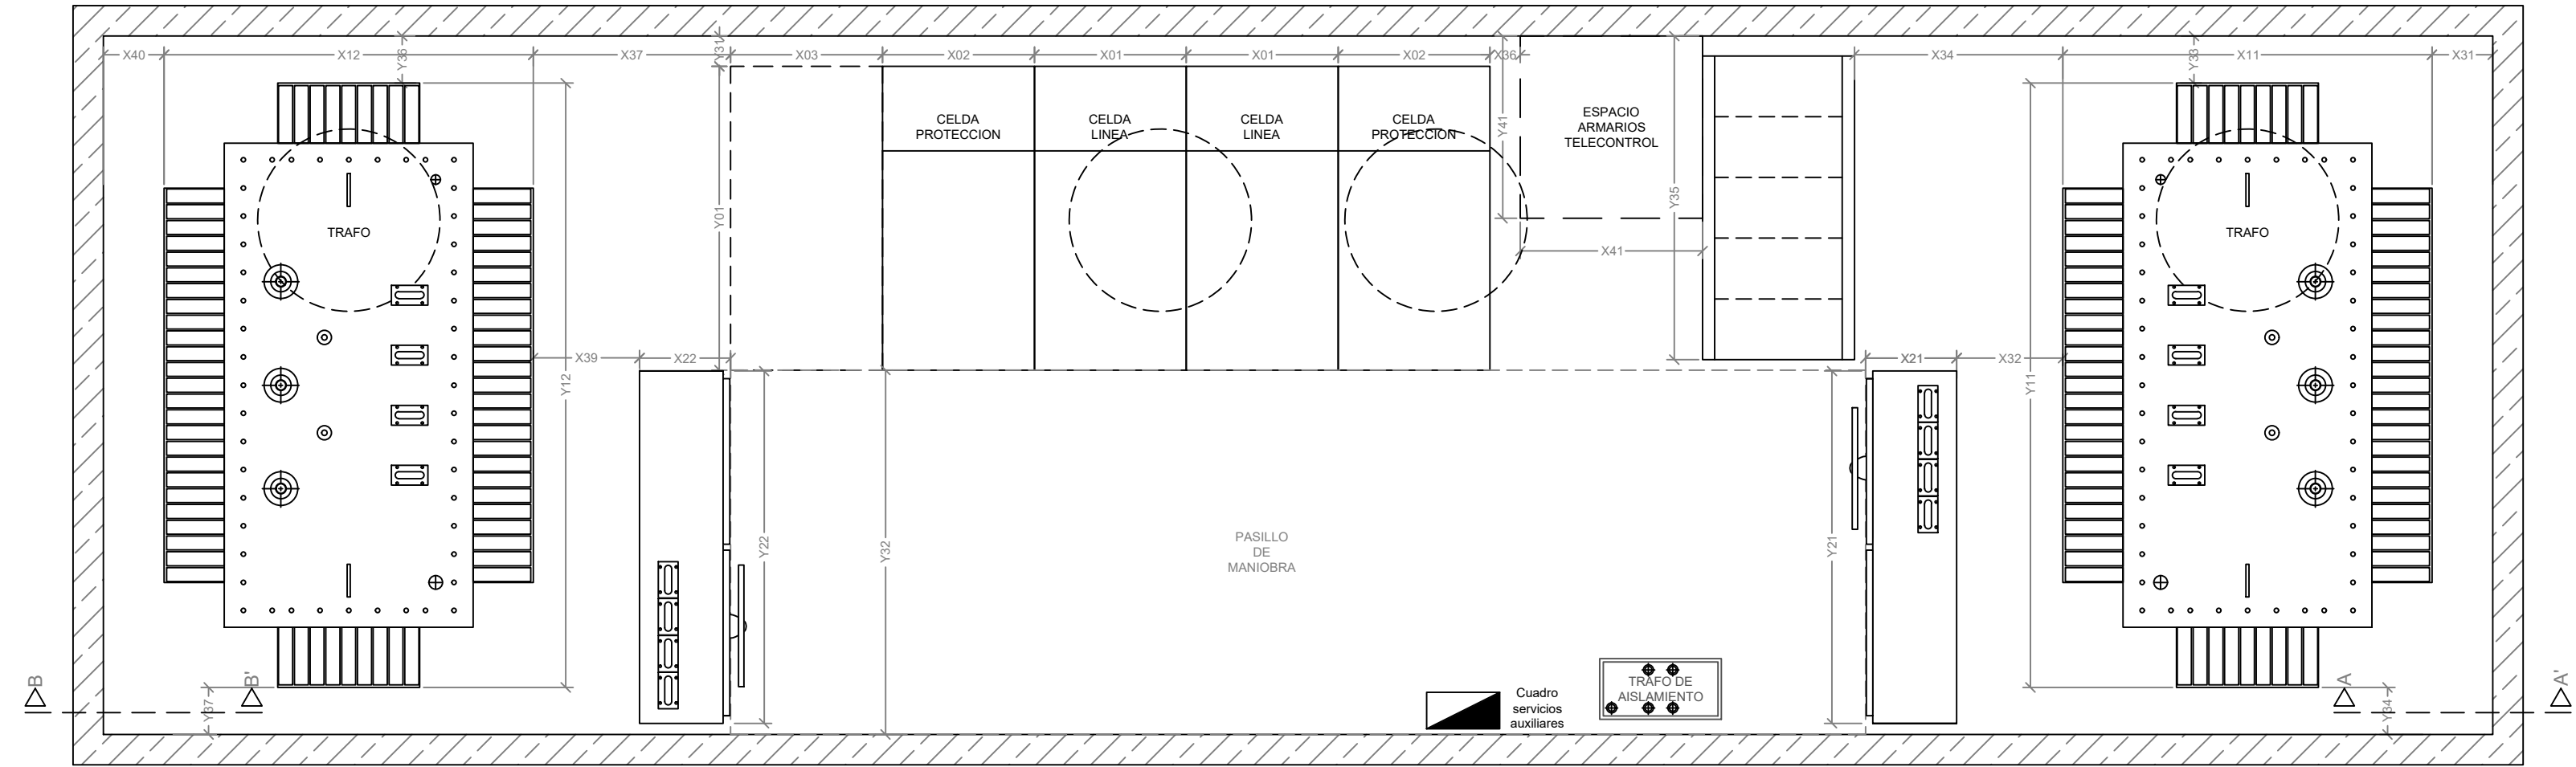 X40
X12
Y36
X37
Y31
X03
X02
X01
X01
X02
X36
X34
Y33
X11
X31
CELDA
PROTECCION
CELDA
LINEA
CELDA
LINEA
CELDA
PROTECCION
Y41
ESPACIO
ARMARIOS
TELECONTROL
Y35
Y01
X41
TRAFO
TRAFO
X39
X22
Y12
X21
X32
Y11
Y22
Y32
PASILLO
DE
MANIOBRA
Y21
B
B'
Y37
Cuadro
servicios
auxiliares
TRAFO DE
AISLAMIENTO
A
A'
Y34